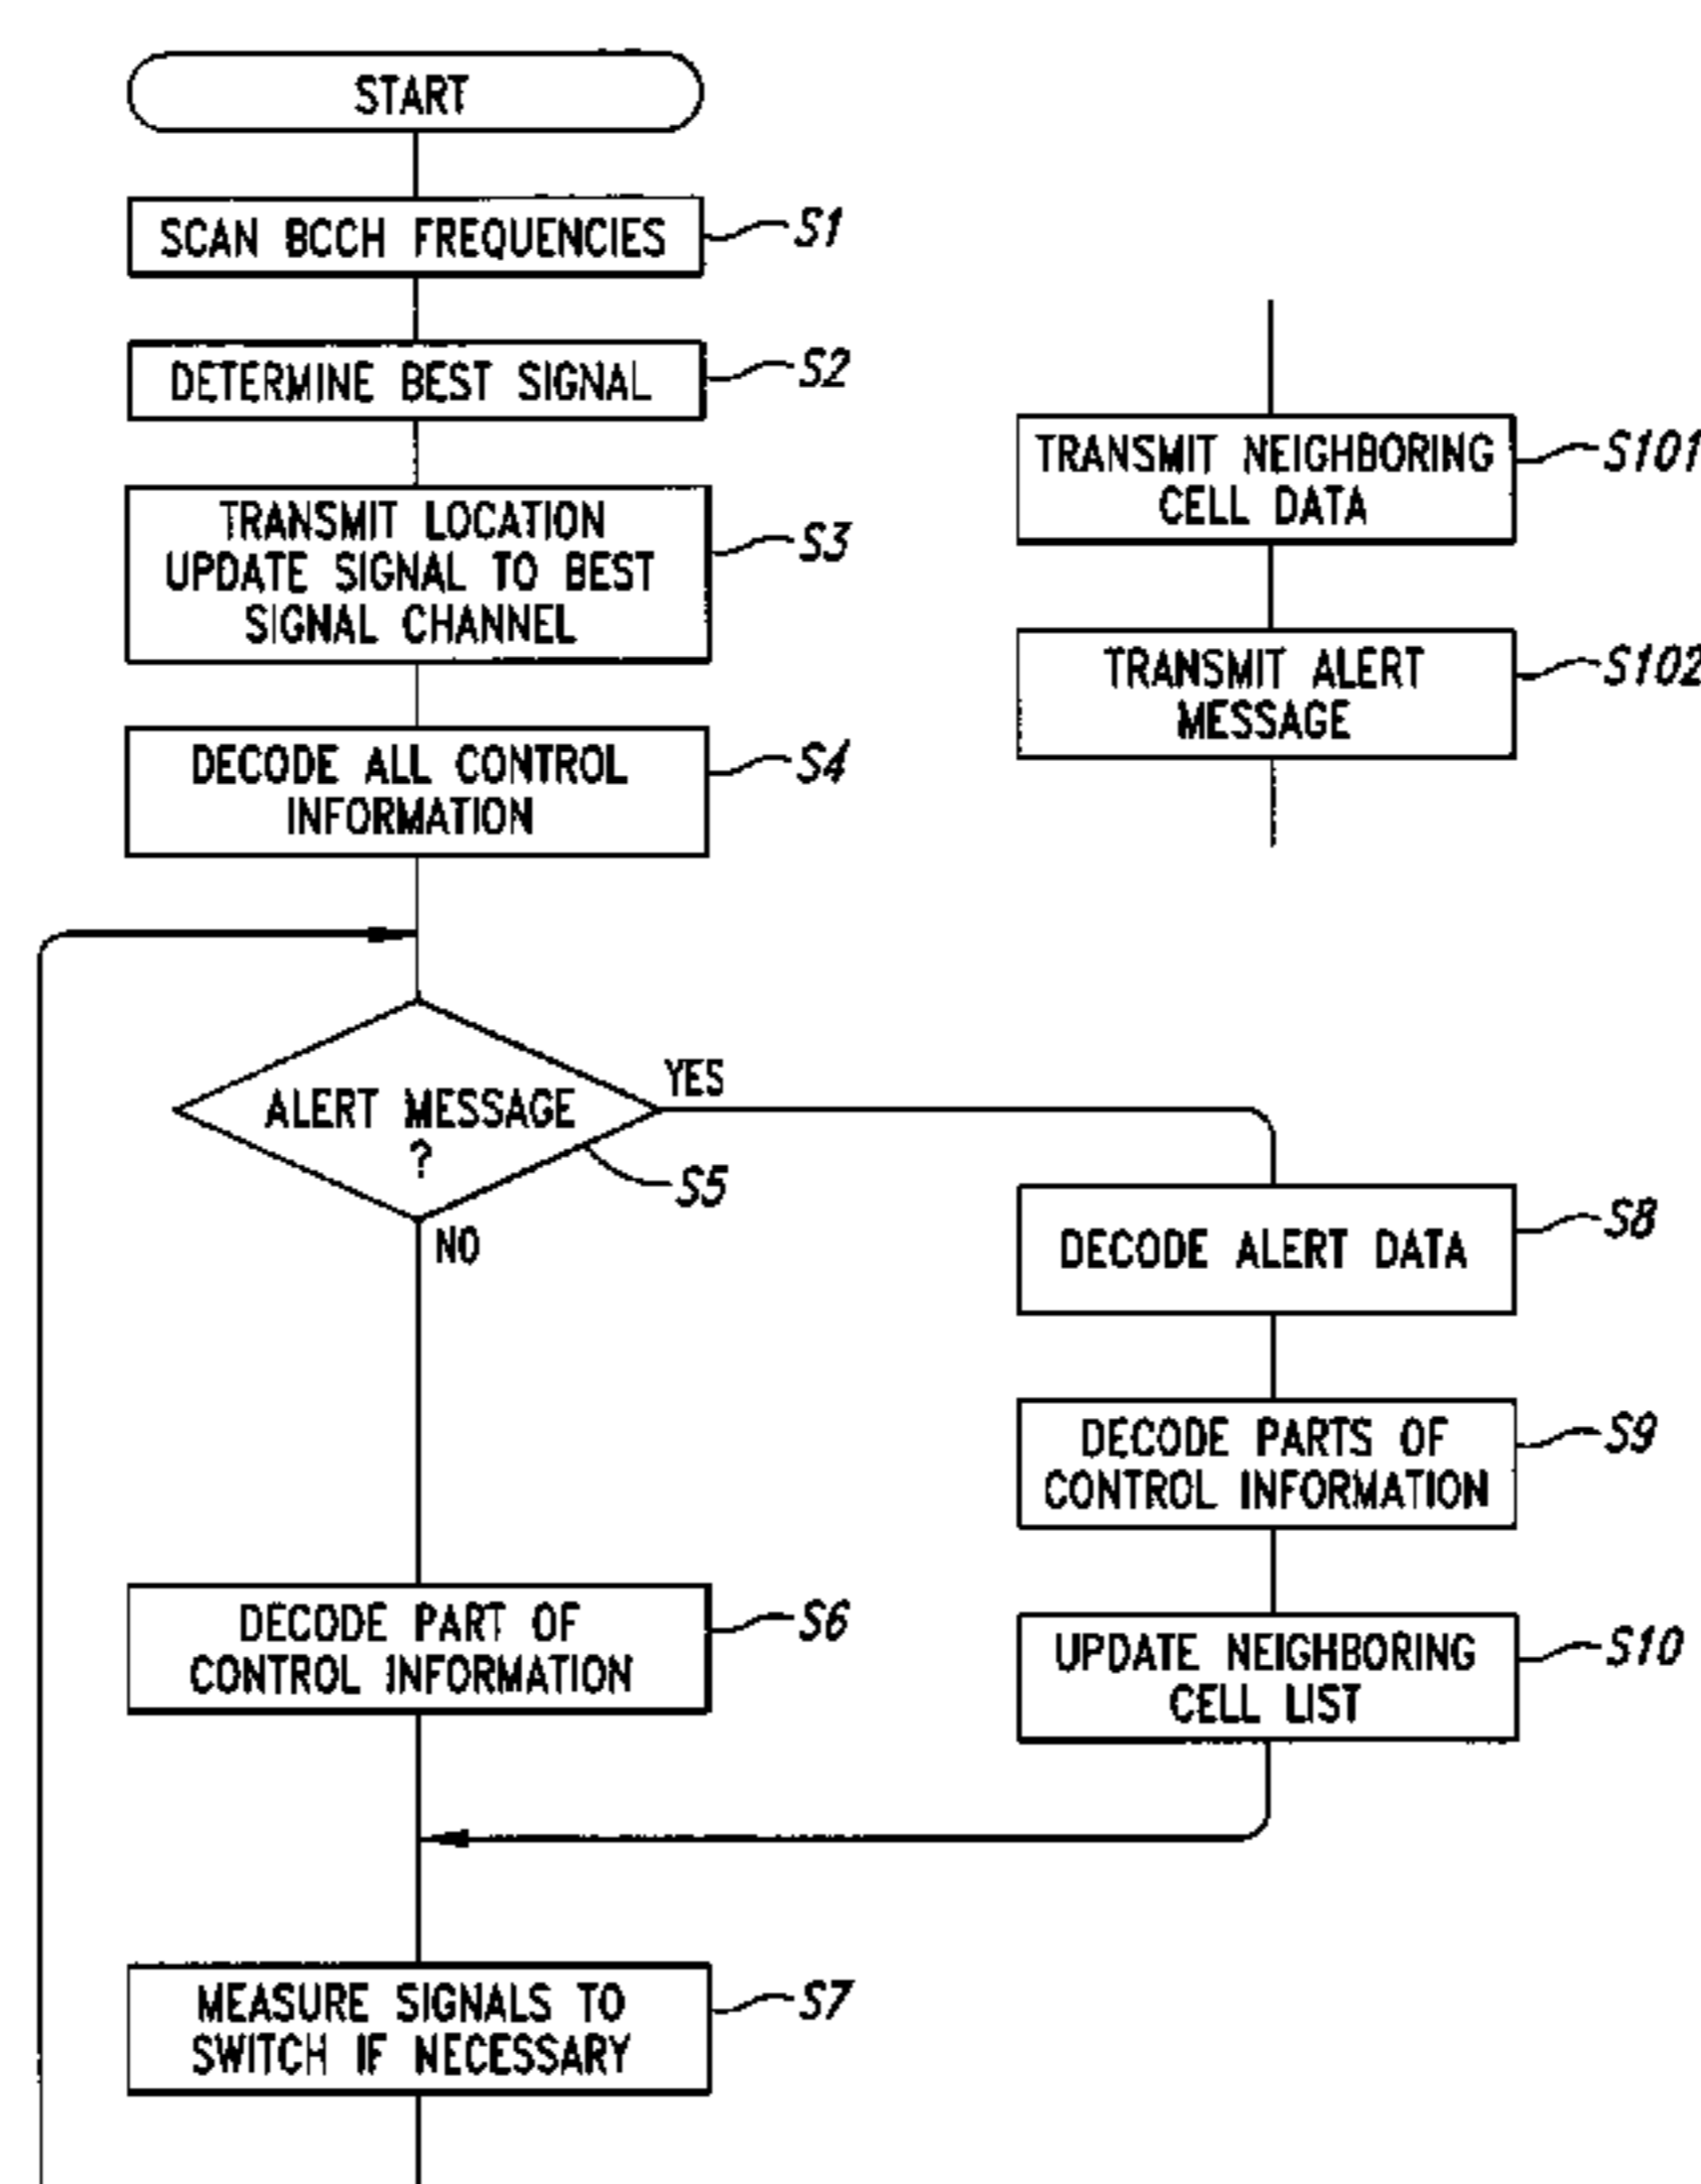 START
SCAN BCCH FREQUENCIES
S1
DETERMINE BEST SIGNAL
S2
TRANSMIT LOCATION
UPDATE SIGNAL TO BEST
SIGNAL CHANNEL
S3
DECODE ALL CONTROL
INFORMATION
S4
TRANSMIT NEIGHBORING
CELL DATA
S101
TRANSMIT ALERT
MESSAGE
S102
ALERT MESSAGE
?
S5
YES
NO
DECODE PART OF
CONTROL INFORMATION
S6
DECODE ALERT DATA
S8
DECODE PARTS OF
CONTROL INFORMATION
S9
UPDATE NEIGHBORING
CELL LIST
S10
MEASURE SIGNALS TO
SWITCH IF NECESSARY
S7